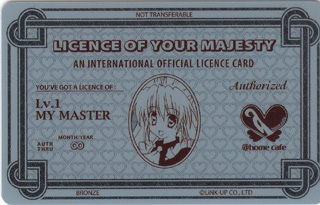 NOT TRANSFERABLE
LICENCE OF YOUR MAJESTY
AN INTERNATIONAL OFFICIAL LICENCE CARD
YOU'VE GOT A LICENCE OF :
Authorized
Lv.1
MY MASTER
MONTH/YEAR
AUTH
THRU
@home cafe
BRONZE
©LiNK-UP CO., LTD